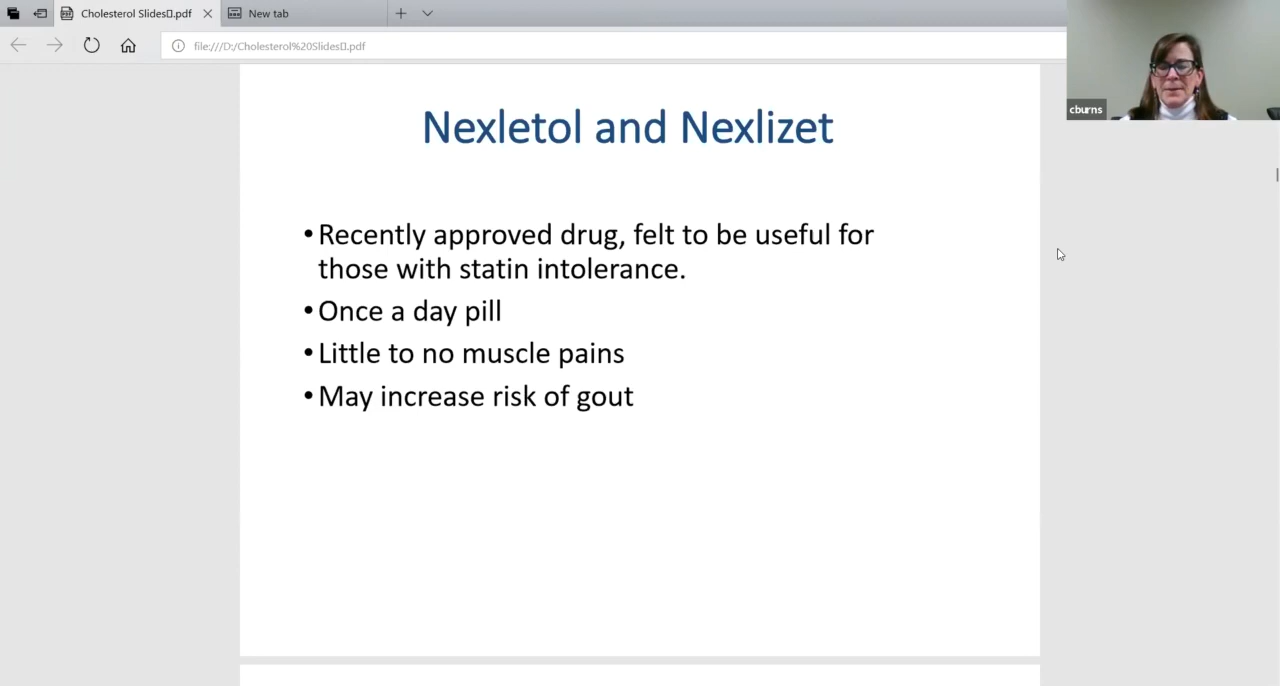 Cholesterol Slides▯.pdf
New tab
file:///D:/Cholesterol%20Slides▯.pdf
cburns
Nexletol and Nexlizet
•Recently approved drug, felt to be useful for
those with statin intolerance.
•Once a day pill
•Little to no muscle pains
•May increase risk of gout